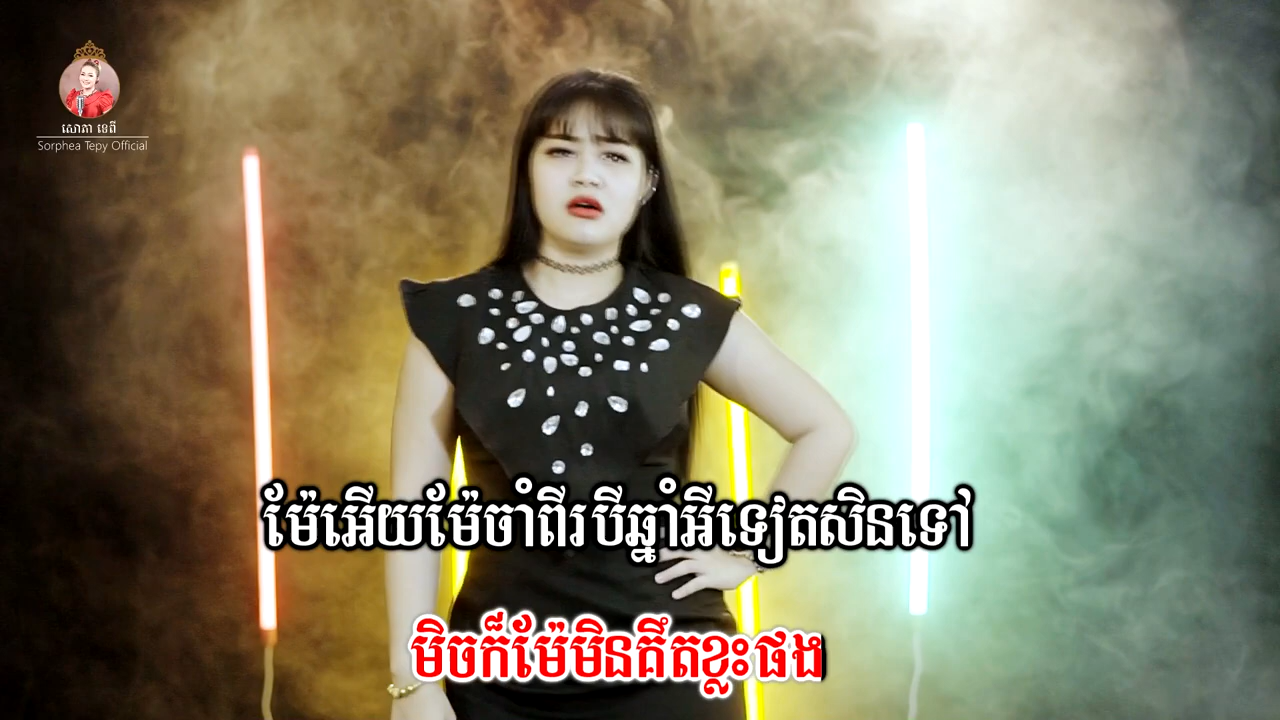 សោភា ទេពី
Sorphea Tepy Official
ម៉ែអើយម៉ែចាំពីរបីឆ្នាំអីទៀតសិនទៅ
មិចក៏ម៉ែមិនគឹតខ្លះផង